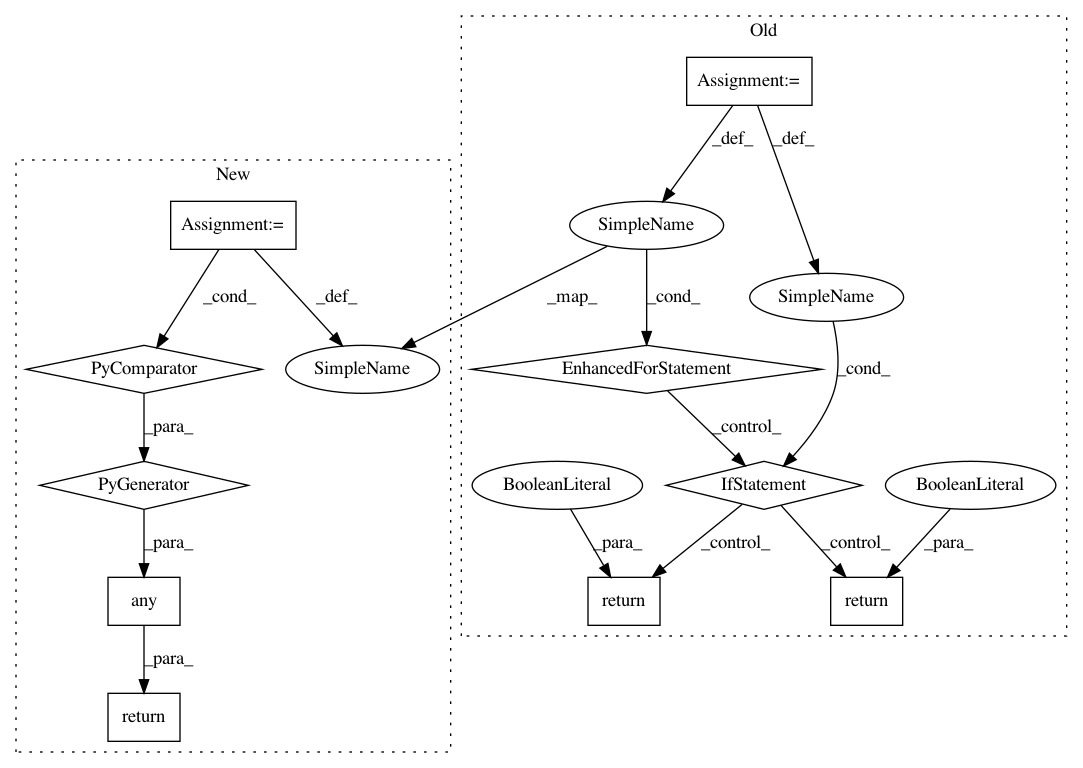 Old
Assignment:=
_def_
_def_
New
SimpleName
Assignment:=
SimpleName
_cond_
_def_
_map_
_cond_
PyComparator
SimpleName
EnhancedForStatement
_cond_
_para_
_control_
PyGenerator
BooleanLiteral
IfStatement
BooleanLiteral
_para_
_para_
_control_
_control_
_para_
any
return
return
_para_
return